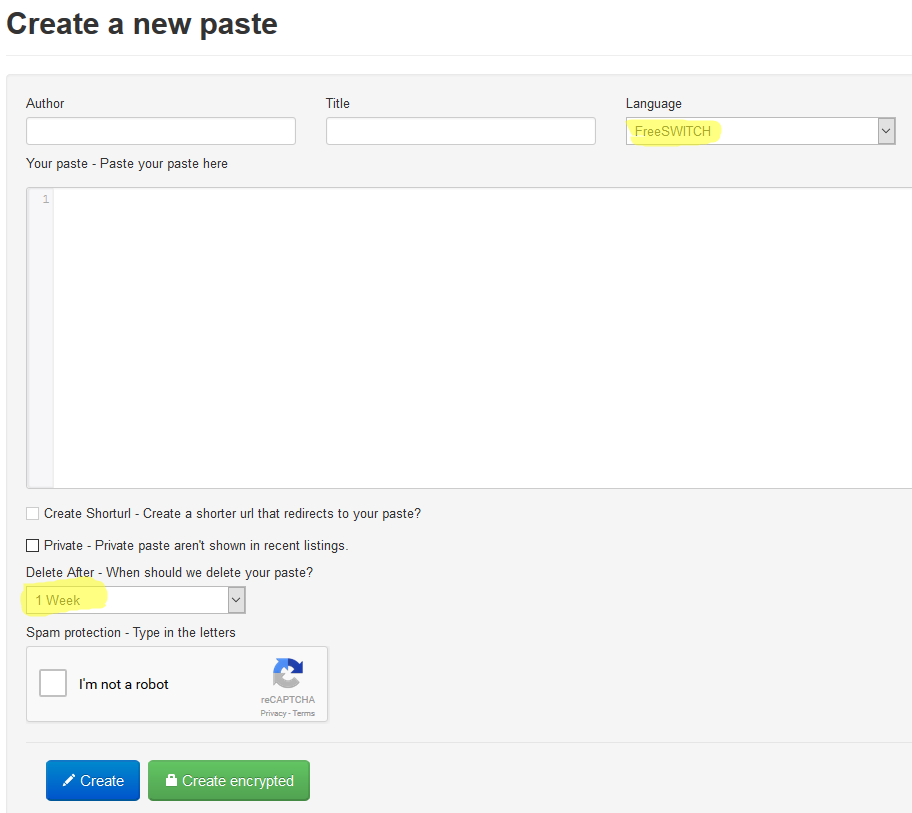 Create a new paste
Author Title Language
FreeSWITCH
Your paste - Paste your paste here
1
Create Shorturl - Create a shorter url that redirects to your paste?
Private - Private paste aren't shown in recent listings.
Delete After - When should we delete your paste?
1 Week
Spam protection - Type in the letters
I'm not a robot
reCAPTCHA
Privacy - Terms
Create Create encrypted